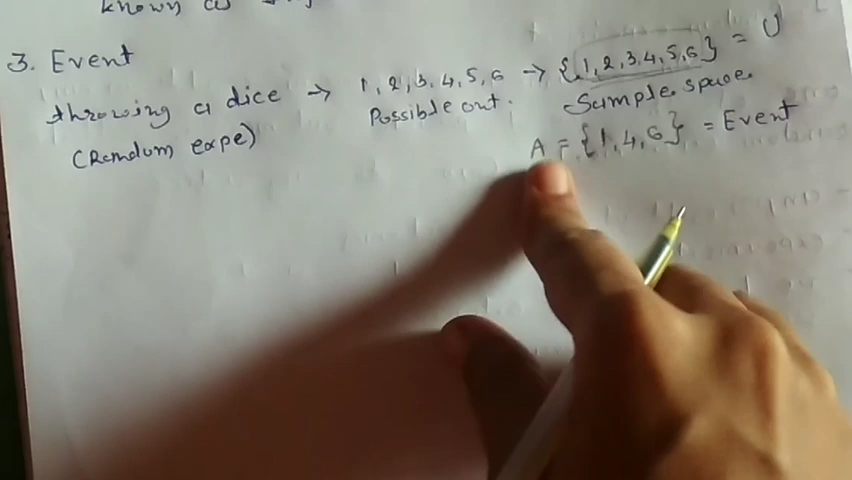 known as
3. Event
throwing a dice → 1, 2, 3, 4, 5, 6 → {1, 2, 3, 4, 5, 6} = U
(Random expe) Possible out. Sample space
A = {1, 4, 6} = Event